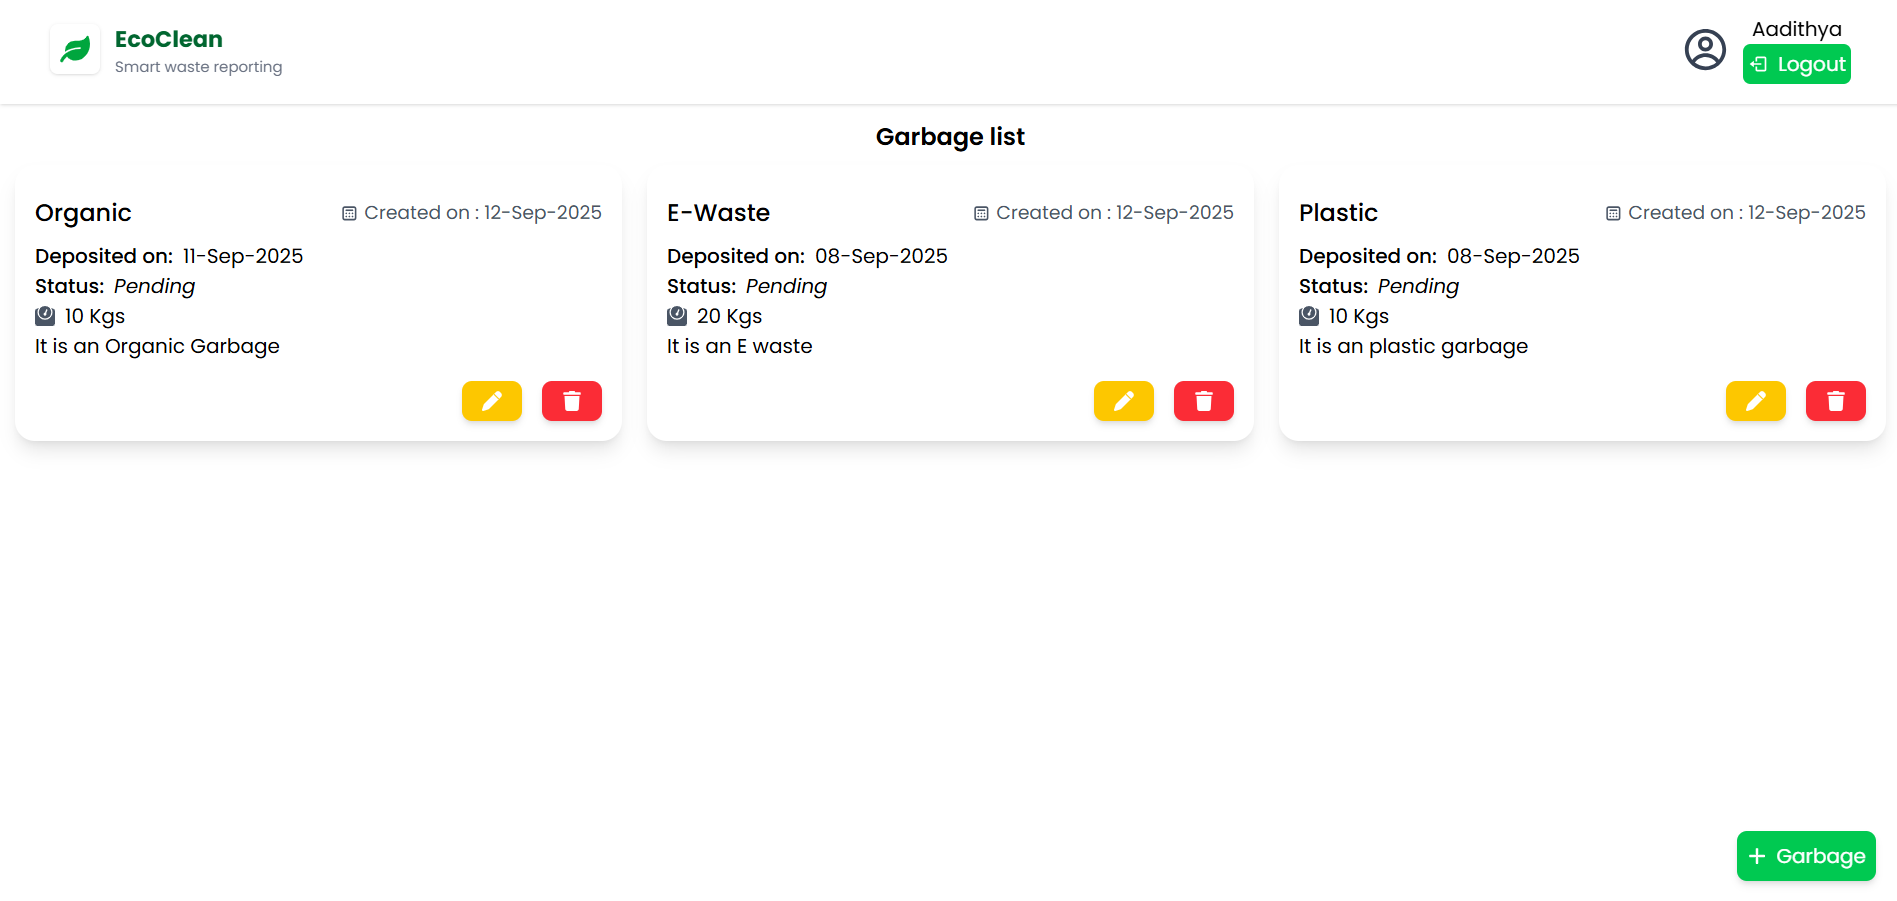 EcoClean
Smart waste reporting
Aadithya
Logout
Garbage list
Organic
Created on : 12-Sep-2025
Deposited on: 11-Sep-2025
Status: Pending
10 Kgs
It is an Organic Garbage
E-Waste
Created on : 12-Sep-2025
Deposited on: 08-Sep-2025
Status: Pending
20 Kgs
It is an E waste
Plastic
Created on : 12-Sep-2025
Deposited on: 08-Sep-2025
Status: Pending
10 Kgs
It is an plastic garbage
+ Garbage